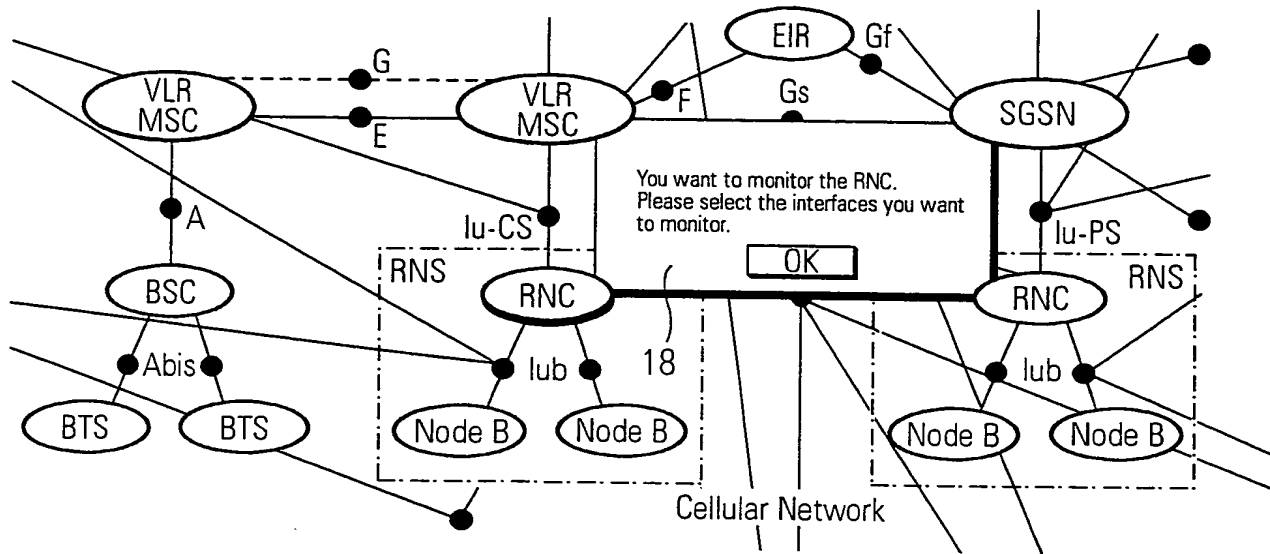 EIR
Gf
G
VLR
MSC
VLR
MSC
F
Gs
SGSN
E
You want to monitor the RNC.
Please select the interfaces you want
to monitor.
OK
A
Iu-CS
Iu-PS
RNS
RNS
BSC
RNC
RNC
18
Abis
Iub
Iub
BTS
BTS
Node B
Node B
Node B
Node B
Cellular Network